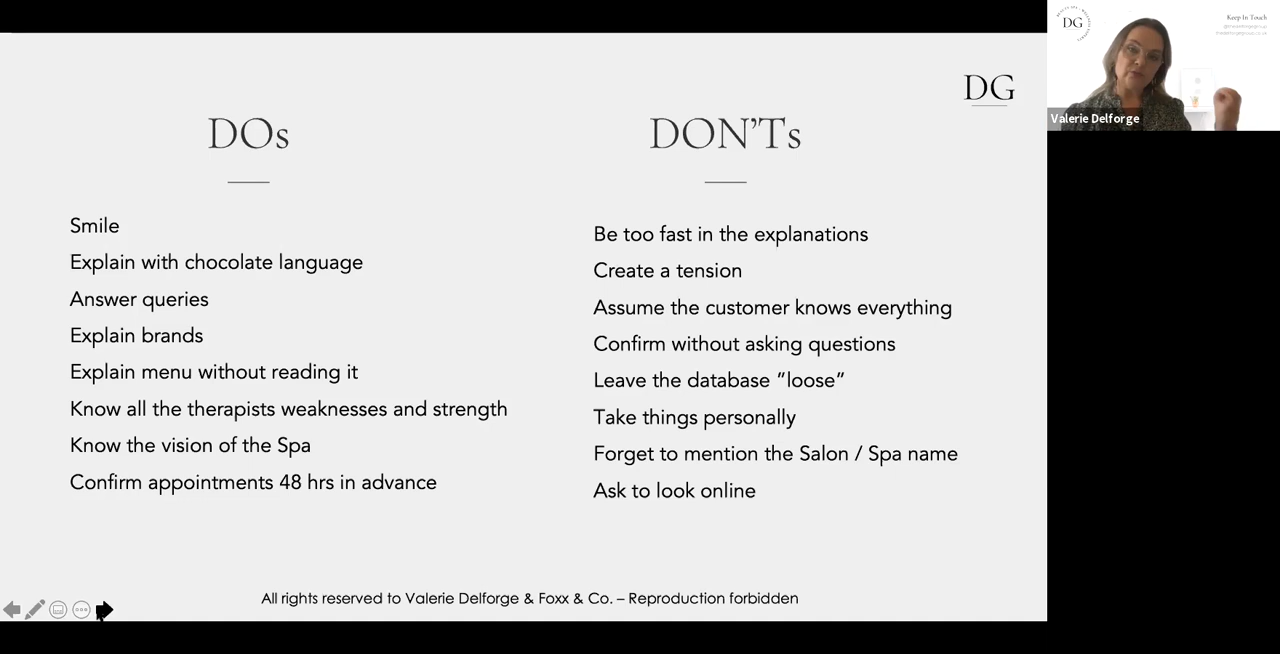 DG
DOs
DON'Ts
Smile
Explain with chocolate language
Answer queries
Explain brands
Explain menu without reading it
Know all the therapists weaknesses and strength
Know the vision of the Spa
Confirm appointments 48 hrs in advance
Be too fast in the explanations
Create a tension
Assume the customer knows everything
Confirm without asking questions
Leave the database “loose”
Take things personally
Forget to mention the Salon / Spa name
Ask to look online
All rights reserved to Valerie Delforge & Foxx & Co. – Reproduction forbidden
DG
Keep In Touch
Valerie Delforge